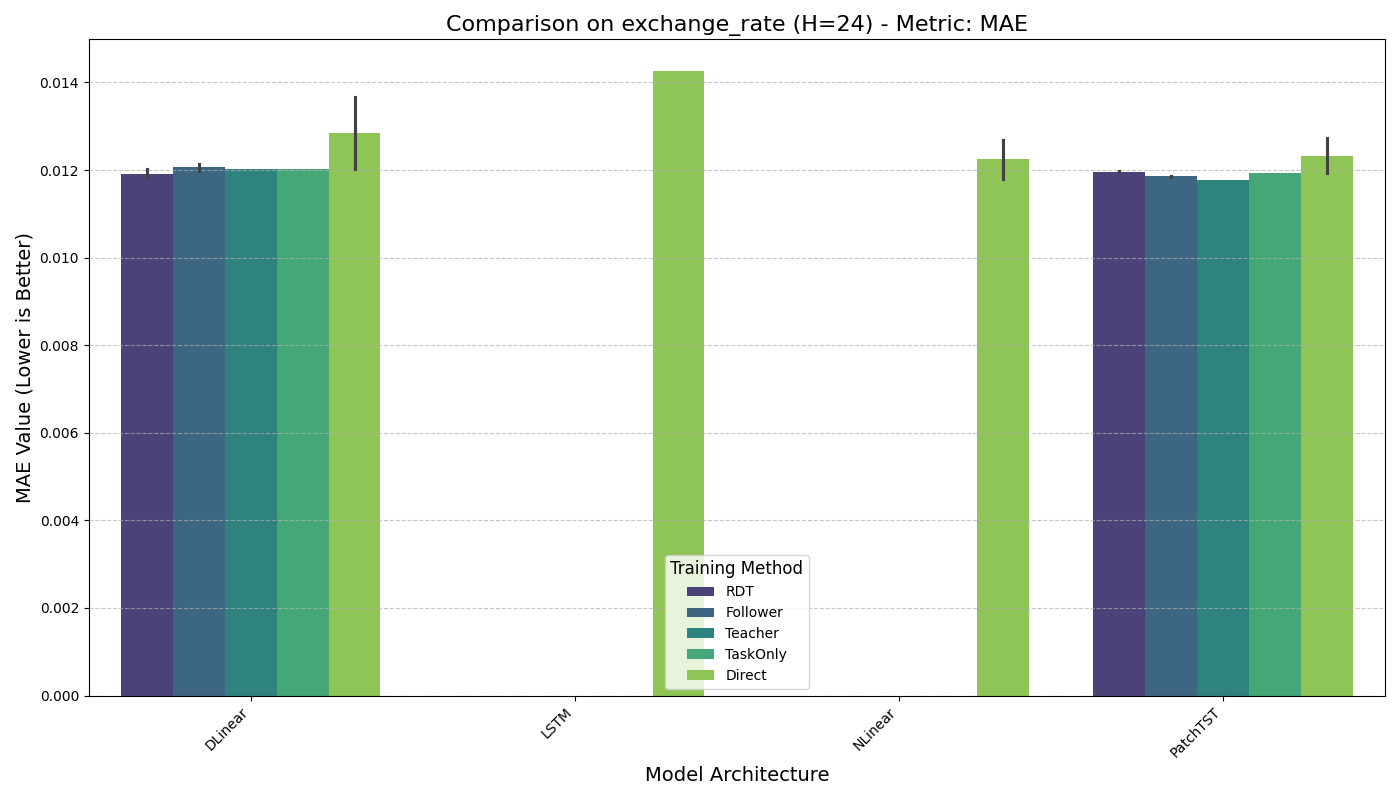 Comparison on exchange_rate (H=24) - Metric: MAE
MAE Value (Lower is Better)
0.014
0.012
0.010
0.008
0.006
0.004
0.002
0.000
Training Method
RDT
Follower
Teacher
TaskOnly
Direct
DLinear
LSTM
NLinear
PatchTST
Model Architecture